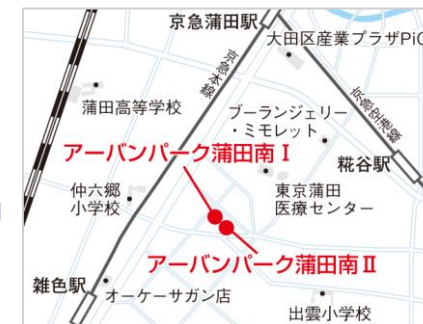 京急蒲田駅
大田区産業プラザPiO
京急本線
蒲田高等学校
ブーランジェリー
・ミモレット
京急空港線
アーバンパーク蒲田南Ⅰ
糀谷駅
仲六郷
小学校
東京蒲田
医療センター
アーバンパーク蒲田南Ⅱ
雑色駅
オーケーサガン店
出雲小学校